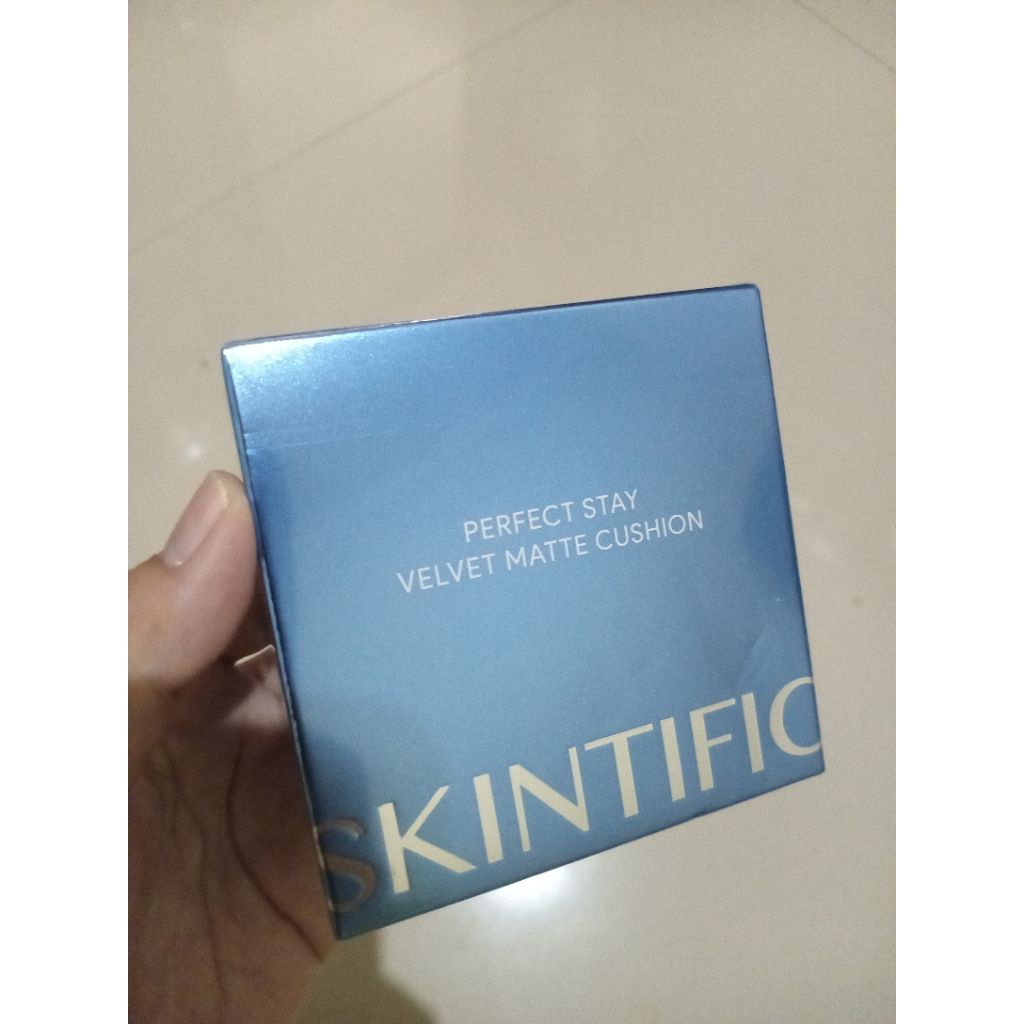 PERFECT STAY
VELVET MATTE CUSHION
SKINTIFIC